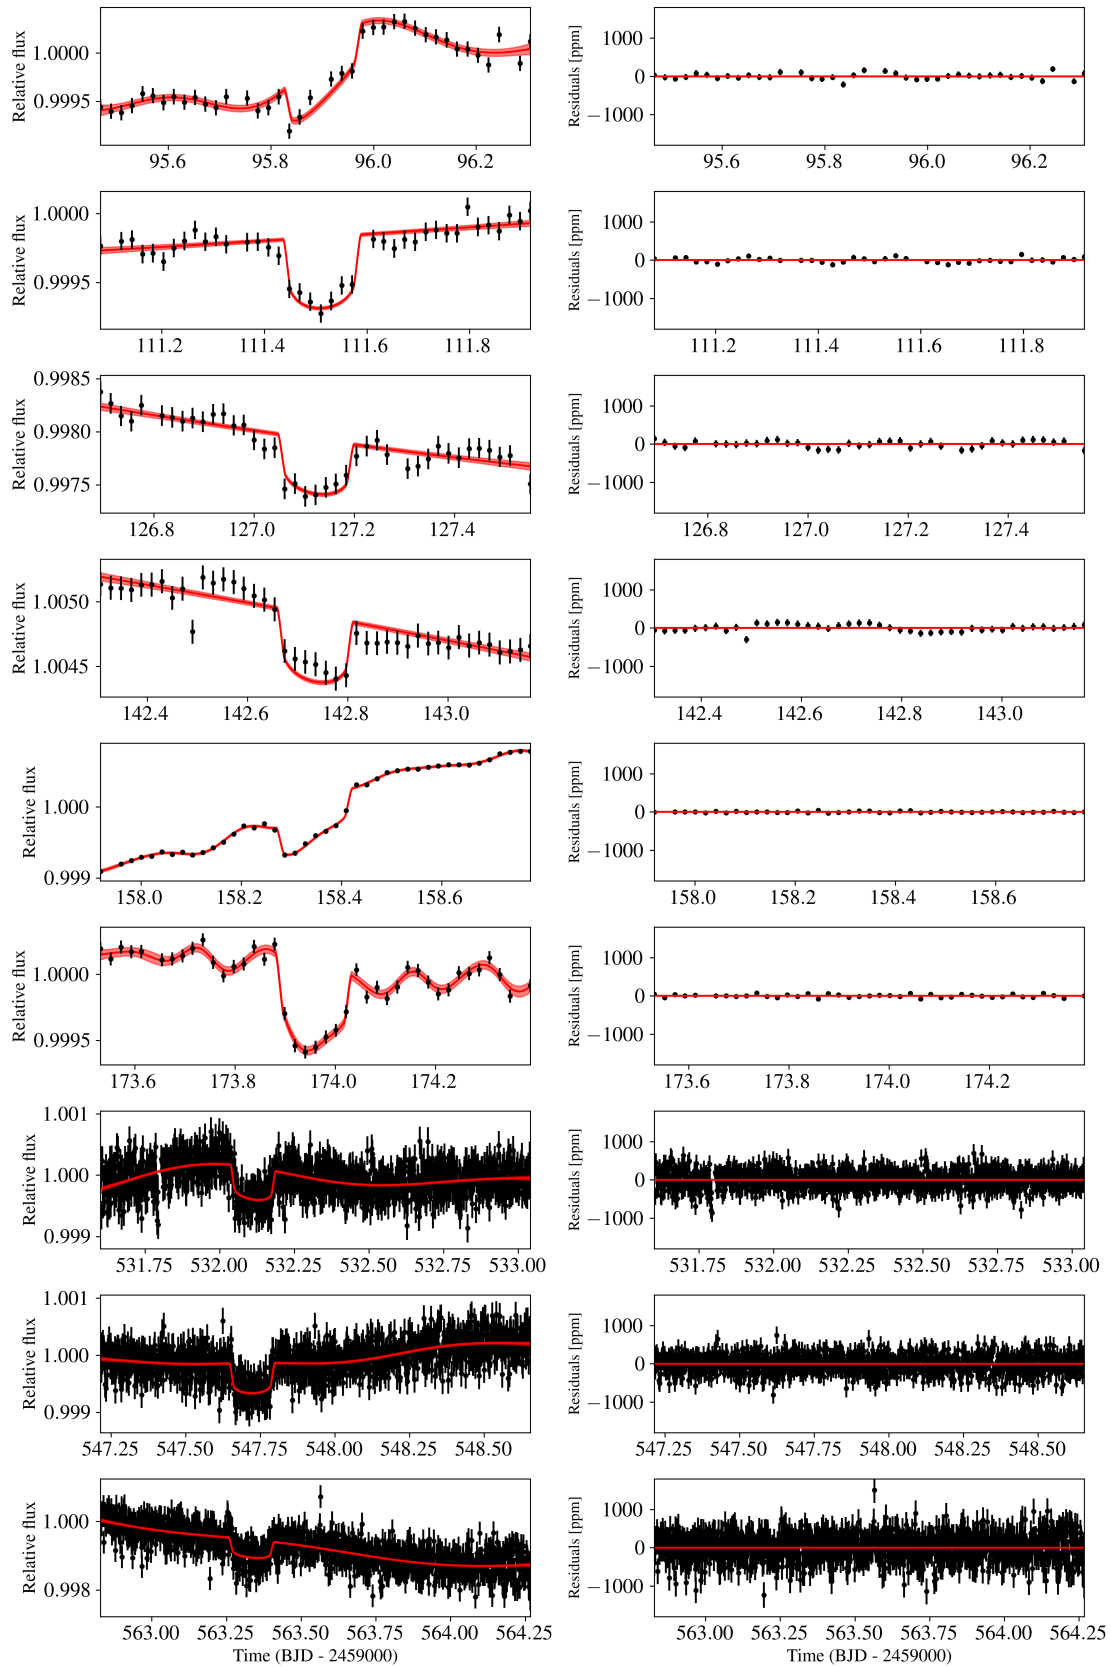 Relative flux
1.0000
0.9995
95.6 95.8 96.0 96.2
Residuals [ppm]
1000
0
−1000
95.6 95.8 96.0 96.2
Relative flux
1.0000
0.9995
111.2 111.4 111.6 111.8
Residuals [ppm]
1000
0
−1000
111.2 111.4 111.6 111.8
Relative flux
0.9985
0.9980
0.9975
126.8 127.0 127.2 127.4
Residuals [ppm]
1000
0
−1000
126.8 127.0 127.2 127.4
Relative flux
1.0050
1.0045
142.4 142.6 142.8 143.0
Residuals [ppm]
1000
0
−1000
142.4 142.6 142.8 143.0
Relative flux
1.000
0.999
158.0 158.2 158.4 158.6
Residuals [ppm]
1000
0
−1000
158.0 158.2 158.4 158.6
Relative flux
1.0000
0.9995
173.6 173.8 174.0 174.2
Residuals [ppm]
1000
0
−1000
173.6 173.8 174.0 174.2
Relative flux
1.001
1.000
0.999
531.75 532.00 532.25 532.50 532.75 533.00
Residuals [ppm]
1000
0
−1000
531.75 532.00 532.25 532.50 532.75 533.00
Relative flux
1.001
1.000
0.999
547.25 547.50 547.75 548.00 548.25 548.50
Residuals [ppm]
1000
0
−1000
547.25 547.50 547.75 548.00 548.25 548.50
Relative flux
1.000
0.998
563.00 563.25 563.50 563.75 564.00 564.25
Time (BJD - 2459000)
Residuals [ppm]
1000
0
−1000
563.00 563.25 563.50 563.75 564.00 564.25
Time (BJD - 2459000)